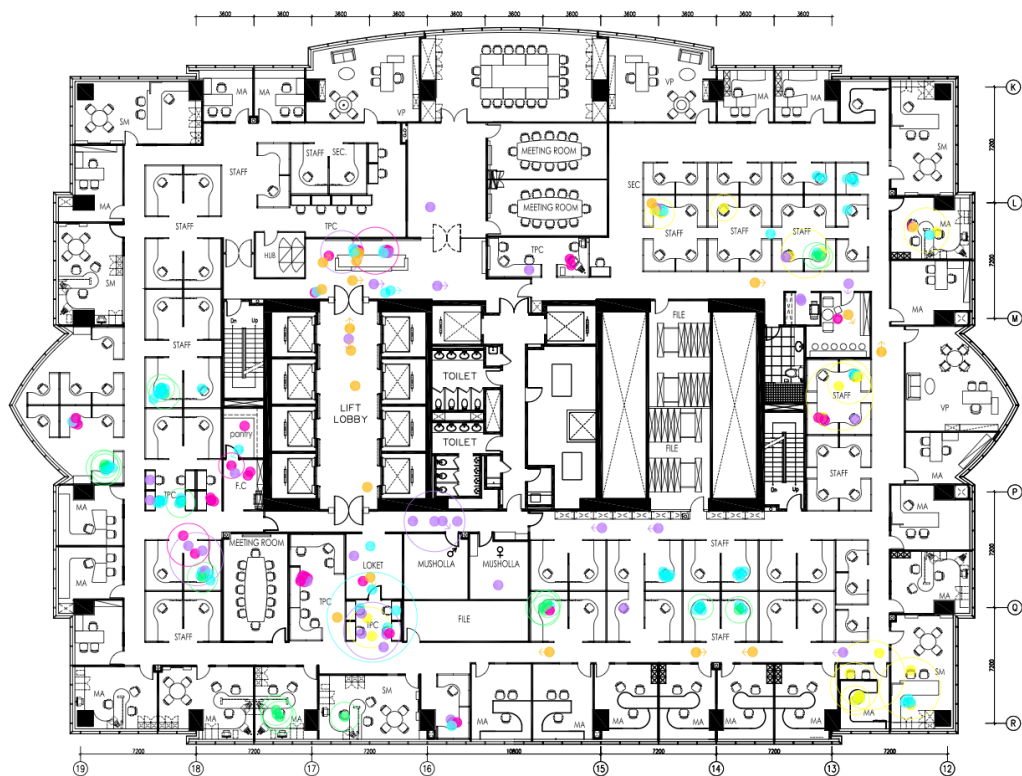 3600 3600 3600 3600 3600 3600 3600 3600 3600 3600 3600
K
SM
MA
MA
VP
VP
MA
MA
SM
7200
STAFF
STAFF
SEC.
MEETING ROOM
MA
TPC
MEETING ROOM
SEC
L
MA
STAFF
STAFF
STAFF
STAFF
SM
SM
HUB
TPC
7200
MA
M
Dn
Up
FILE
STAFF
LIFT
LOBBY
TOILET
STAFF
VP
pantry
TOILET
FILE
STAFF
MA
F.C
TPC
Dn
Up
P
MA
MA
MEETING ROOM
LOKET
MUSHOLLA
MUSHOLLA
STAFF
7200
MA
TPC
MA
Q
STAFF
TPC
FILE
STAFF
MA
SM
7200
MA
MA
MA
SM
MA
MA
MA
MA
MA
R
7200 7200 7200 10800 7200 7200 7200
19 18 17 16 15 14 13 12